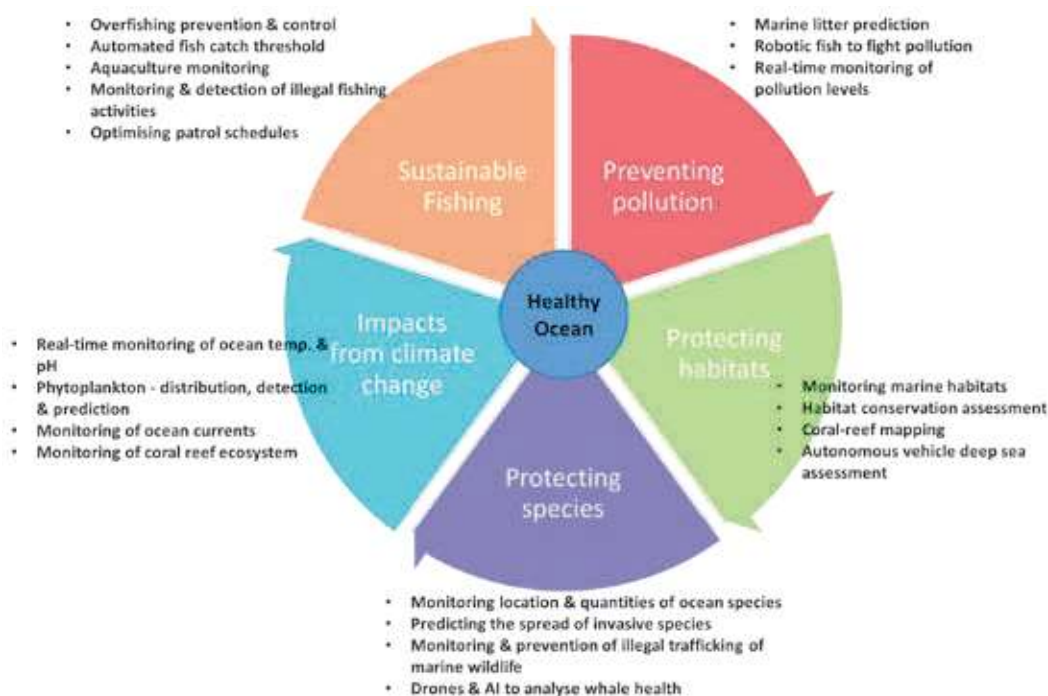 • Overfishing prevention & control
• Automated fish catch threshold
• Aquaculture monitoring
• Monitoring & detection of illegal fishing
activities
• Optimising patrol schedules
• Marine litter prediction
• Robotic fish to fight pollution
• Real-time monitoring of
pollution levels
Sustainable
Fishing
Preventing
pollution
Healthy
Ocean
Impacts
from climate
change
Protecting
habitats
• Real-time monitoring of ocean temp. &
pH
• Phytoplankton - distribution, detection
& prediction
• Monitoring of ocean currents
• Monitoring of coral reef ecosystem
• Monitoring marine habitats
• Habitat conservation assessment
• Coral-reef mapping
• Autonomous vehicle deep sea
assessment
Protecting
species
• Monitoring location & quantities of ocean species
• Predicting the spread of invasive species
• Monitoring & prevention of illegal trafficking of
marine wildlife
• Drones & AI to analyse whale health